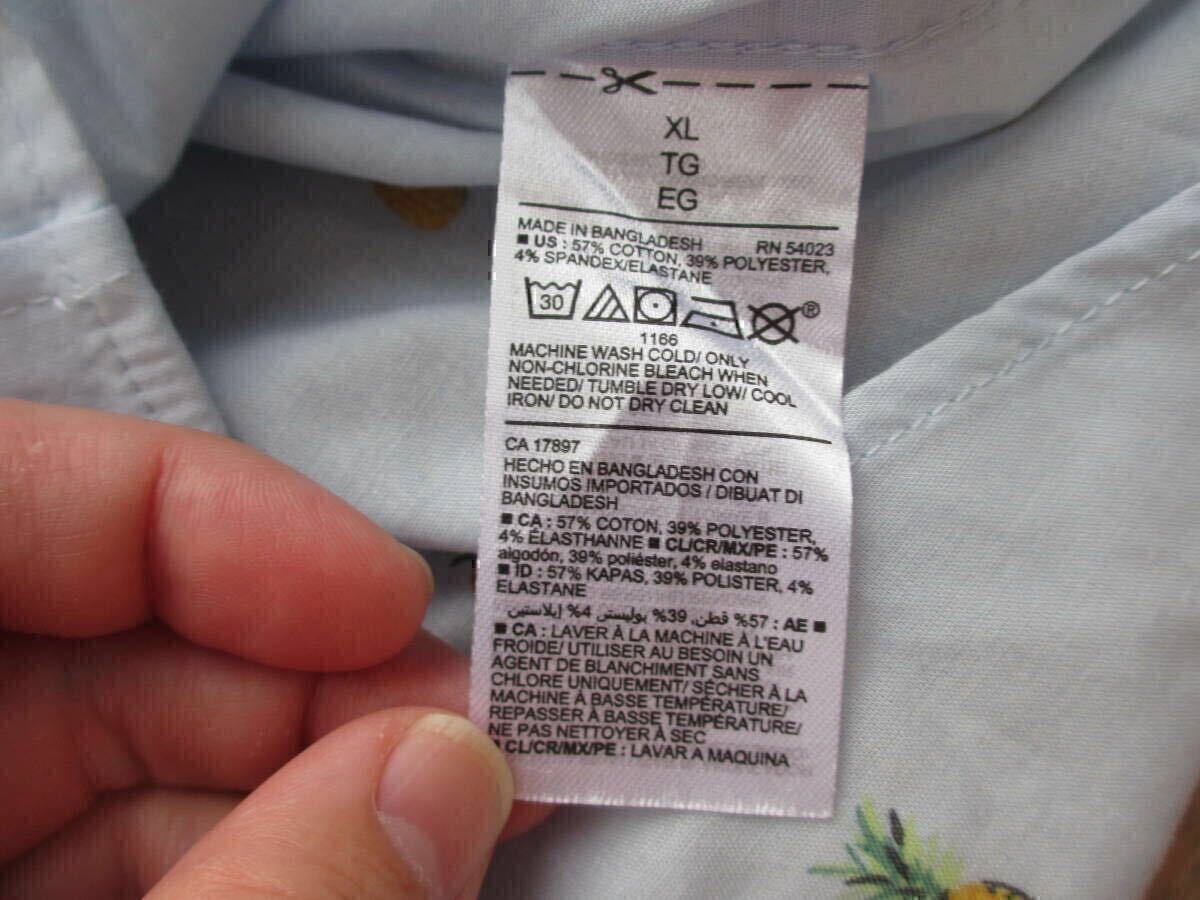 XL
TG
EG
MADE IN BANGLADESH RN 54023
■ US : 57% COTTON, 39% POLYESTER,
4% SPANDEX/ELASTANE
30
®
1166
MACHINE WASH COLD/ ONLY
NON-CHLORINE BLEACH WHEN
NEEDED/ TUMBLE DRY LOW/ COOL
IRON/ DO NOT DRY CLEAN
CA 17897
HECHO EN BANGLADESH CON
INSUMOS IMPORTADOS / DIBUAT DI
BANGLADESH
■ CA : 57% COTON, 39% POLYESTER,
4% ÉLASTHANNE ■ CL/CR/MX/PE : 57%
algodón, 39% poliéster, 4% elastano
■ ID : 57% KAPAS, 39% POLISTER, 4%
ELASTANE
■ AE : 57% قطن, 39% بوليستر, 4% إيلاستين
■ CA : LAVER À LA MACHINE À L'EAU
FROIDE/ UTILISER AU BESOIN UN
AGENT DE BLANCHIMENT SANS
CHLORE UNIQUEMENT/ SÉCHER À LA
MACHINE À BASSE TEMPÉRATURE/
REPASSER À BASSE TEMPÉRATURE/
NE PAS NETTOYER À SEC
■ CL/CR/MX/PE : LAVAR A MAQUINA